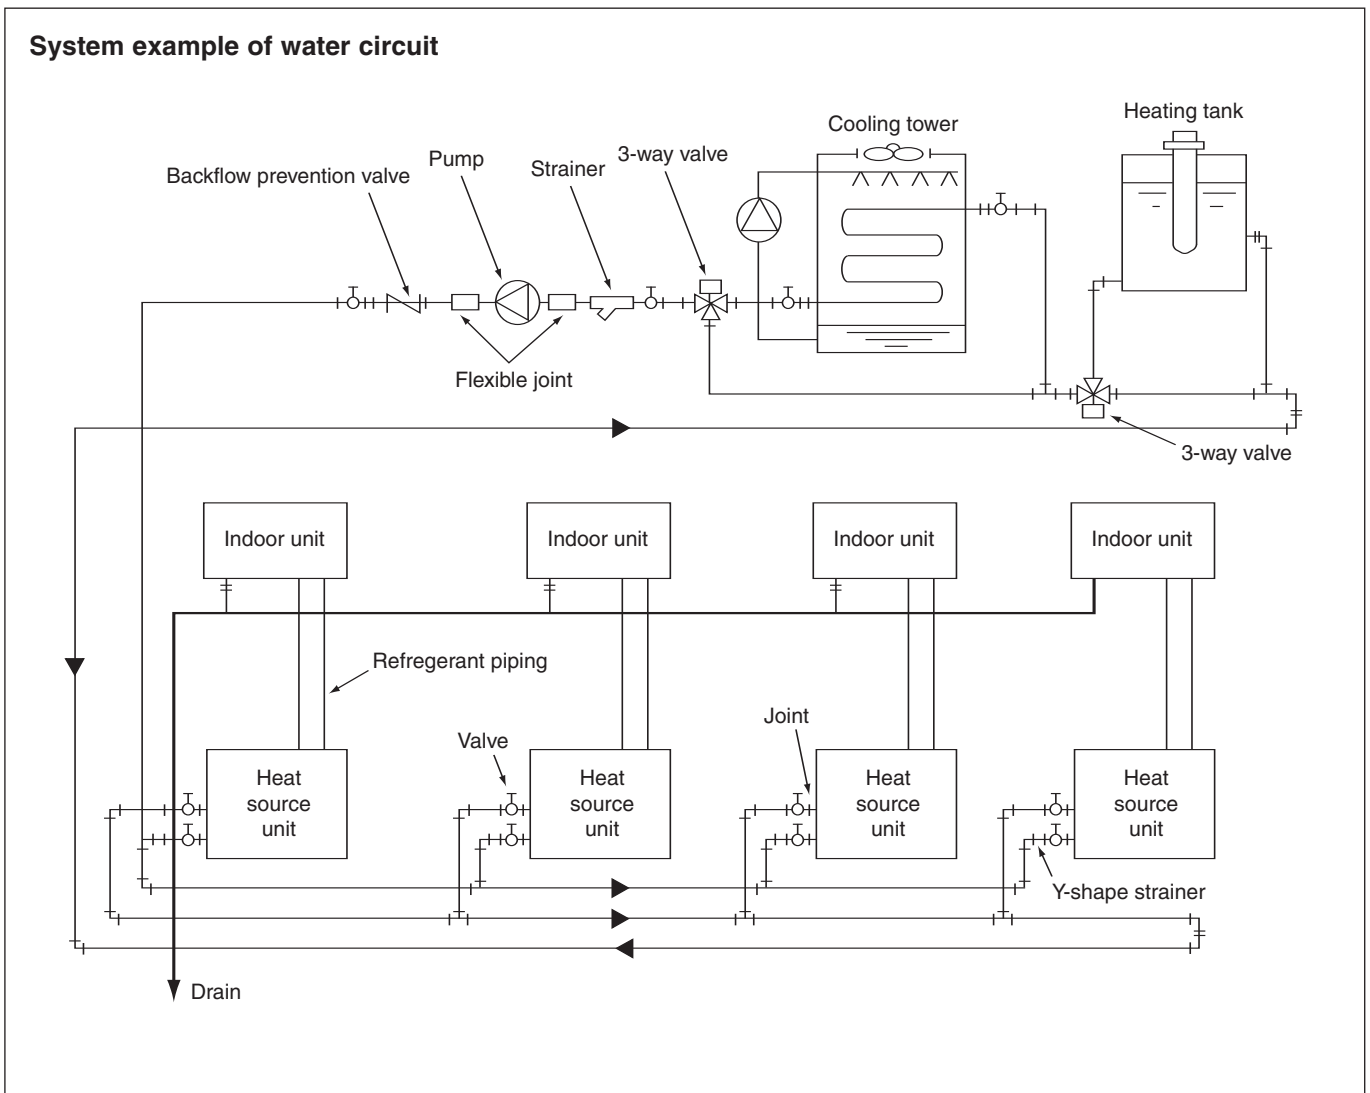 System example of water circuit
Heating tank
Cooling tower
3-way valve
Pump
Strainer
Backflow prevention valve
Flexible joint
3-way valve
Indoor unit
Indoor unit
Indoor unit
Indoor unit
Refregerant piping
Joint
Valve
Heat
source
unit
Heat
source
unit
Heat
source
unit
Heat
source
unit
Y-shape strainer
Drain